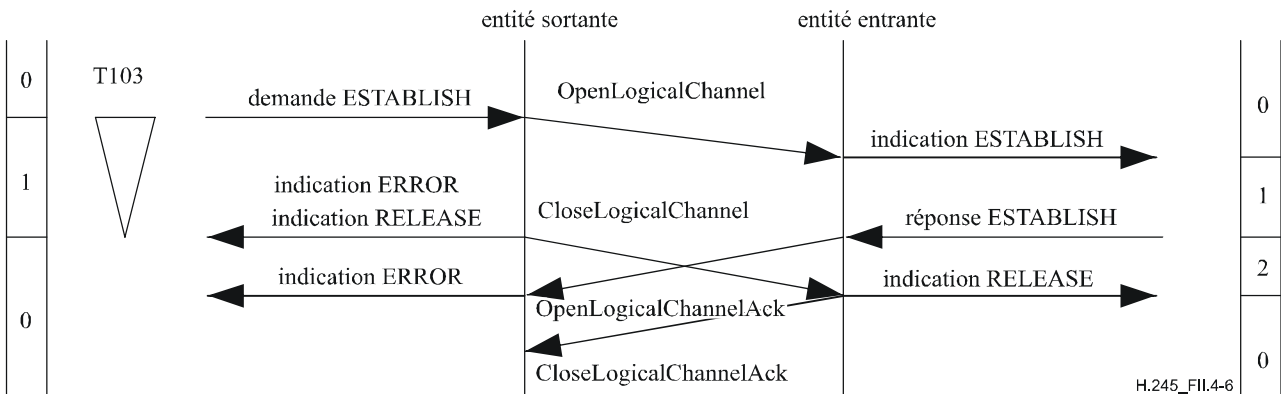 entité sortante
entité entrante
0
T103
demande ESTABLISH
OpenLogicalChannel
0
indication ESTABLISH
1
indication ERROR
indication RELEASE
CloseLogicalChannel
réponse ESTABLISH
1
indication ERROR
indication RELEASE
2
0
OpenLogicalChannelAck
CloseLogicalChannelAck
0
H.245_FII.4-6